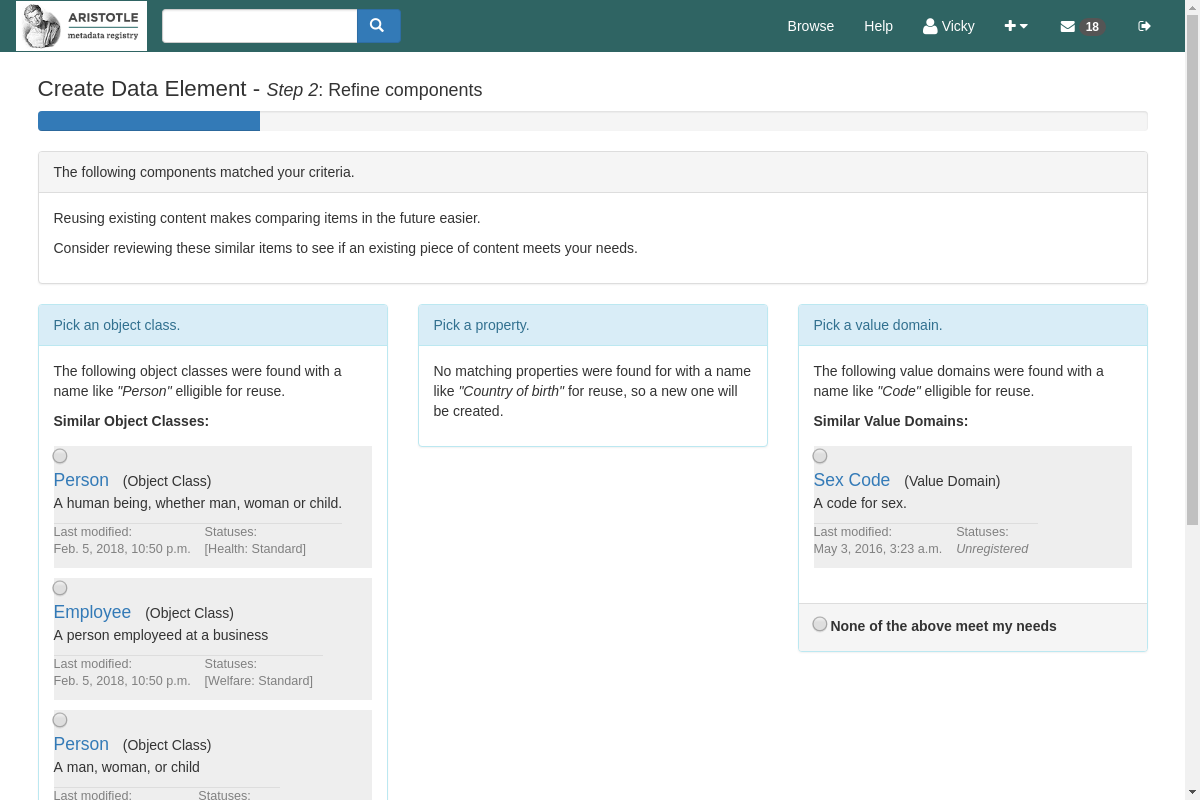 ARISTOTLE
metadata registry
Browse
Help
Vicky
18
Create Data Element - Step 2: Refine components
The following components matched your criteria.
Reusing existing content makes comparing items in the future easier.
Consider reviewing these similar items to see if an existing piece of content meets your needs.
Pick an object class.
The following object classes were found with a
name like "Person" elligible for reuse.
Similar Object Classes:
Person (Object Class)
A human being, whether man, woman or child.
Last modified: Statuses:
Feb. 5, 2018, 10:50 p.m. [Health: Standard]
Employee (Object Class)
A person employeed at a business
Last modified: Statuses:
Feb. 5, 2018, 10:50 p.m. [Welfare: Standard]
Person (Object Class)
A man, woman, or child
Last modified: Statuses:
Pick a property.
No matching properties were found for with a name
like "Country of birth" for reuse, so a new one will
be created.
Pick a value domain.
The following value domains were found with a
name like "Code" elligible for reuse.
Similar Value Domains:
Sex Code (Value Domain)
A code for sex.
Last modified: Statuses:
May 3, 2016, 3:23 a.m. Unregistered
None of the above meet my needs